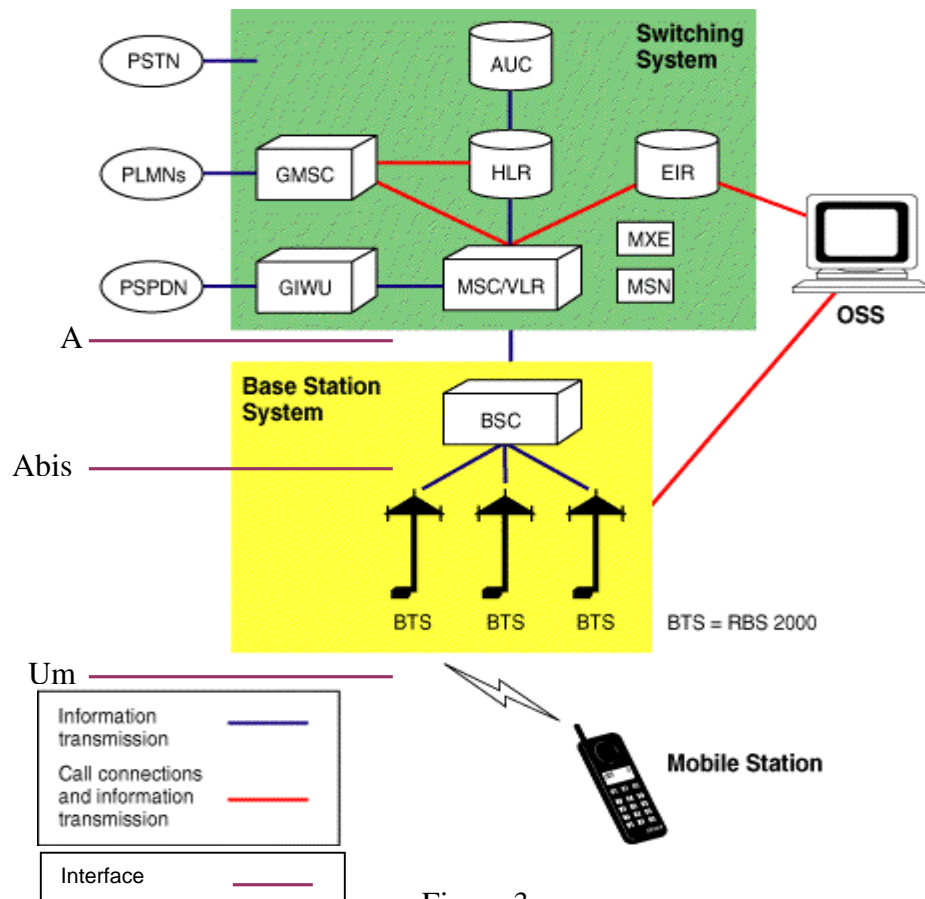 Switching
System
PSTN
AUC
PLMNs
GMSC
HLR
EIR
MXE
PSPDN
GIWU
MSC/VLR
MSN
OSS
A
Base Station
System
BSC
Abis
BTS
BTS
BTS
BTS = RBS 2000
Um
Information
transmission
Call connections
and information
transmission
Mobile Station
Interface